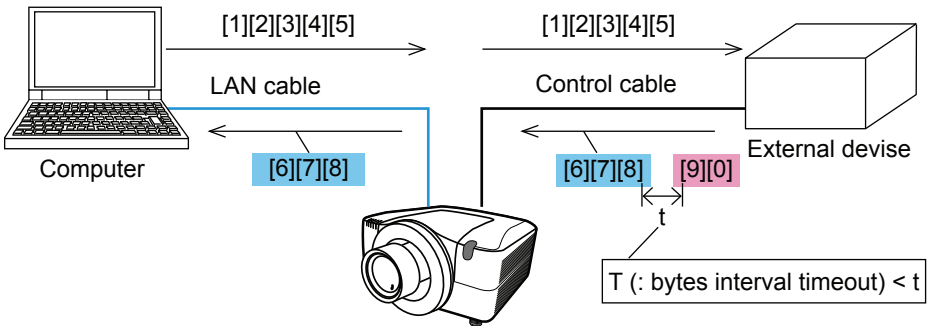 [1][2][3][4][5]
[1][2][3][4][5]
LAN cable
Control cable
Computer
External devise
[6][7][8]
[6][7][8]
[9][0]
t
T (: bytes interval timeout) < t